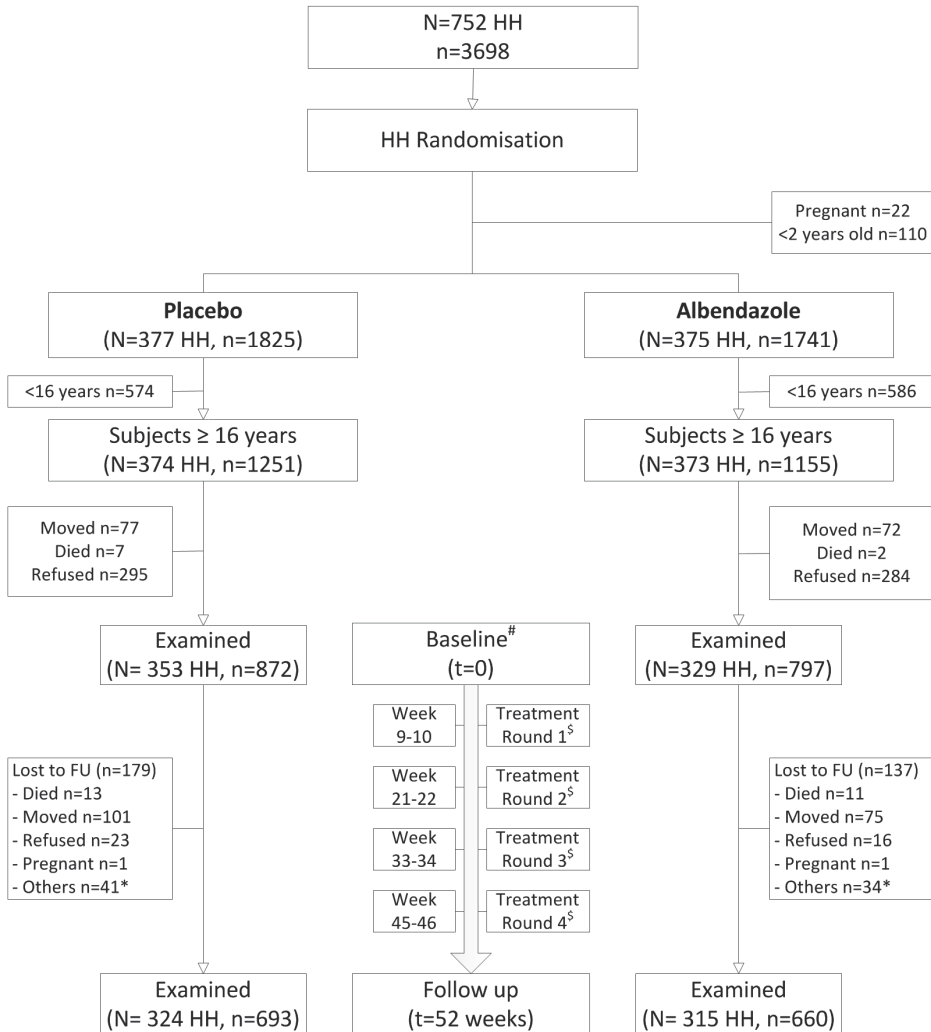 N=752 HH
n=3698
HH Randomisation
Pregnant n=22
<2 years old n=110
Placebo
(N=377 HH, n=1825)
Albendazole
(N=375 HH, n=1741)
<16 years n=574
<16 years n=586
Subjects ≥ 16 years
(N=374 HH, n=1251)
Subjects ≥ 16 years
(N=373 HH, n=1155)
Moved n=77
Died n=7
Refused n=295
Moved n=72
Died n=2
Refused n=284
Examined
(N= 353 HH, n=872)
Baseline#
(t=0)
Examined
(N=329 HH, n=797)
Week
9-10
Treatment
Round 1$
Week
21-22
Treatment
Round 2$
Week
33-34
Treatment
Round 3$
Week
45-46
Treatment
Round 4$
Lost to FU (n=179)
- Died n=13
- Moved n=101
- Refused n=23
- Pregnant n=1
- Others n=41*
Lost to FU (n=137)
- Died n=11
- Moved n=75
- Refused n=16
- Pregnant n=1
- Others n=34*
Examined
(N= 324 HH, n=693)
Follow up
(t=52 weeks)
Examined
(N= 315 HH, n=660)